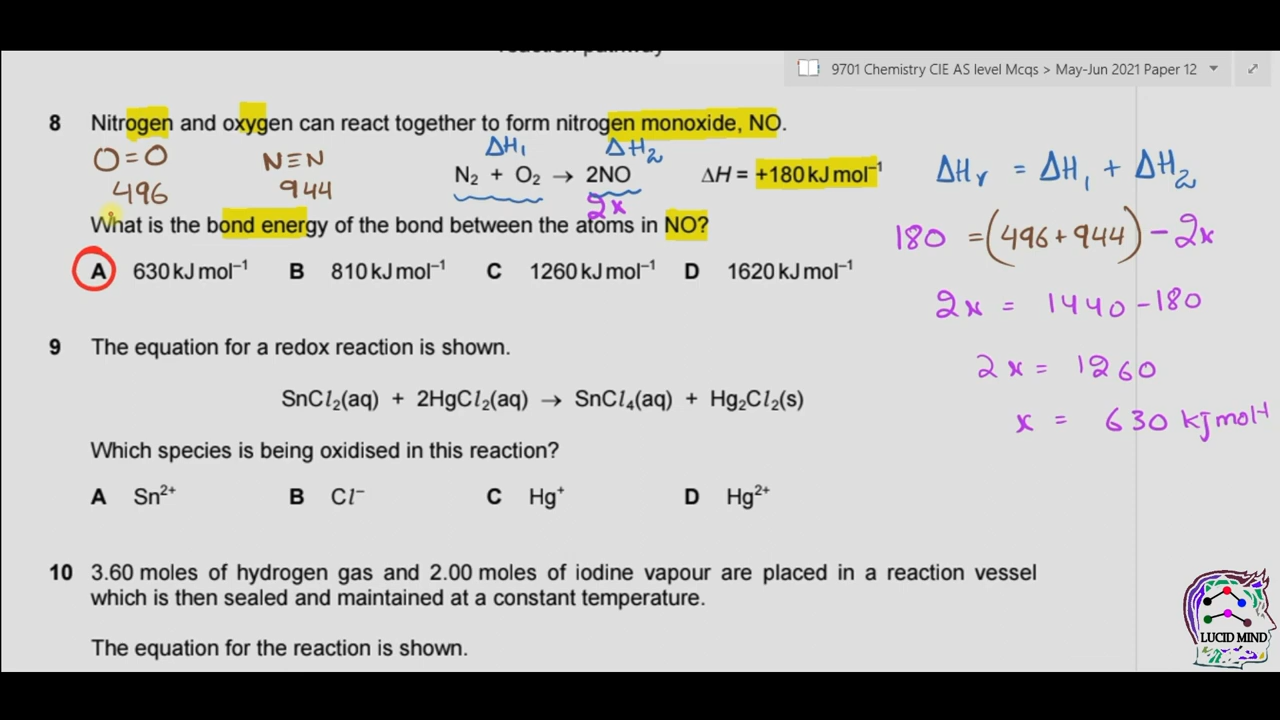 reaction pathway
9701 Chemistry CIE AS level Mcqs > May-Jun 2021 Paper 12
8 Nitrogen and oxygen can react together to form nitrogen monoxide, NO.
O=O N≡N ΔH₁ ΔH₂
496 944
N₂ + O₂ → 2NO ΔH = +180 kJ mol⁻¹
2x
What is the bond energy of the bond between the atoms in NO?
A 630 kJ mol⁻¹ B 810 kJ mol⁻¹ C 1260 kJ mol⁻¹ D 1620 kJ mol⁻¹
ΔHr = ΔH₁ + ΔH₂
180 = (496+944) - 2x
2x = 1440 - 180
2x = 1260
x = 630 kJ mol⁻¹
9 The equation for a redox reaction is shown.
SnCl₂(aq) + 2HgCl₂(aq) → SnCl₄(aq) + Hg₂Cl₂(s)
Which species is being oxidised in this reaction?
A Sn²⁺ B Cl⁻ C Hg⁺ D Hg²⁺
10 3.60 moles of hydrogen gas and 2.00 moles of iodine vapour are placed in a reaction vessel
which is then sealed and maintained at a constant temperature.
The equation for the reaction is shown.
LUCID MIND